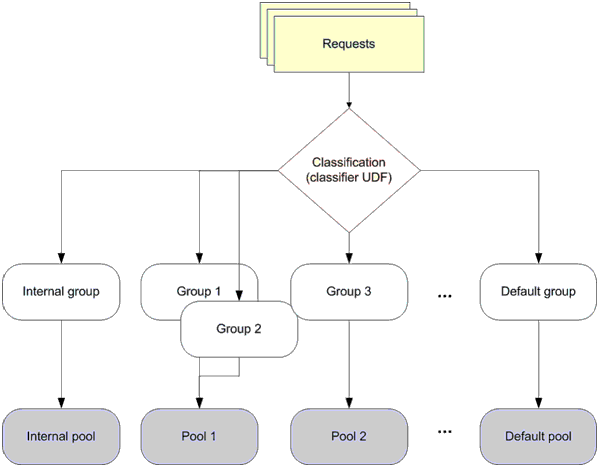 Requests
Classification
(classifier UDF)
Internal group
Group 1
Group 2
Group 3
...
Default group
Internal pool
Pool 1
Pool 2
...
Default pool